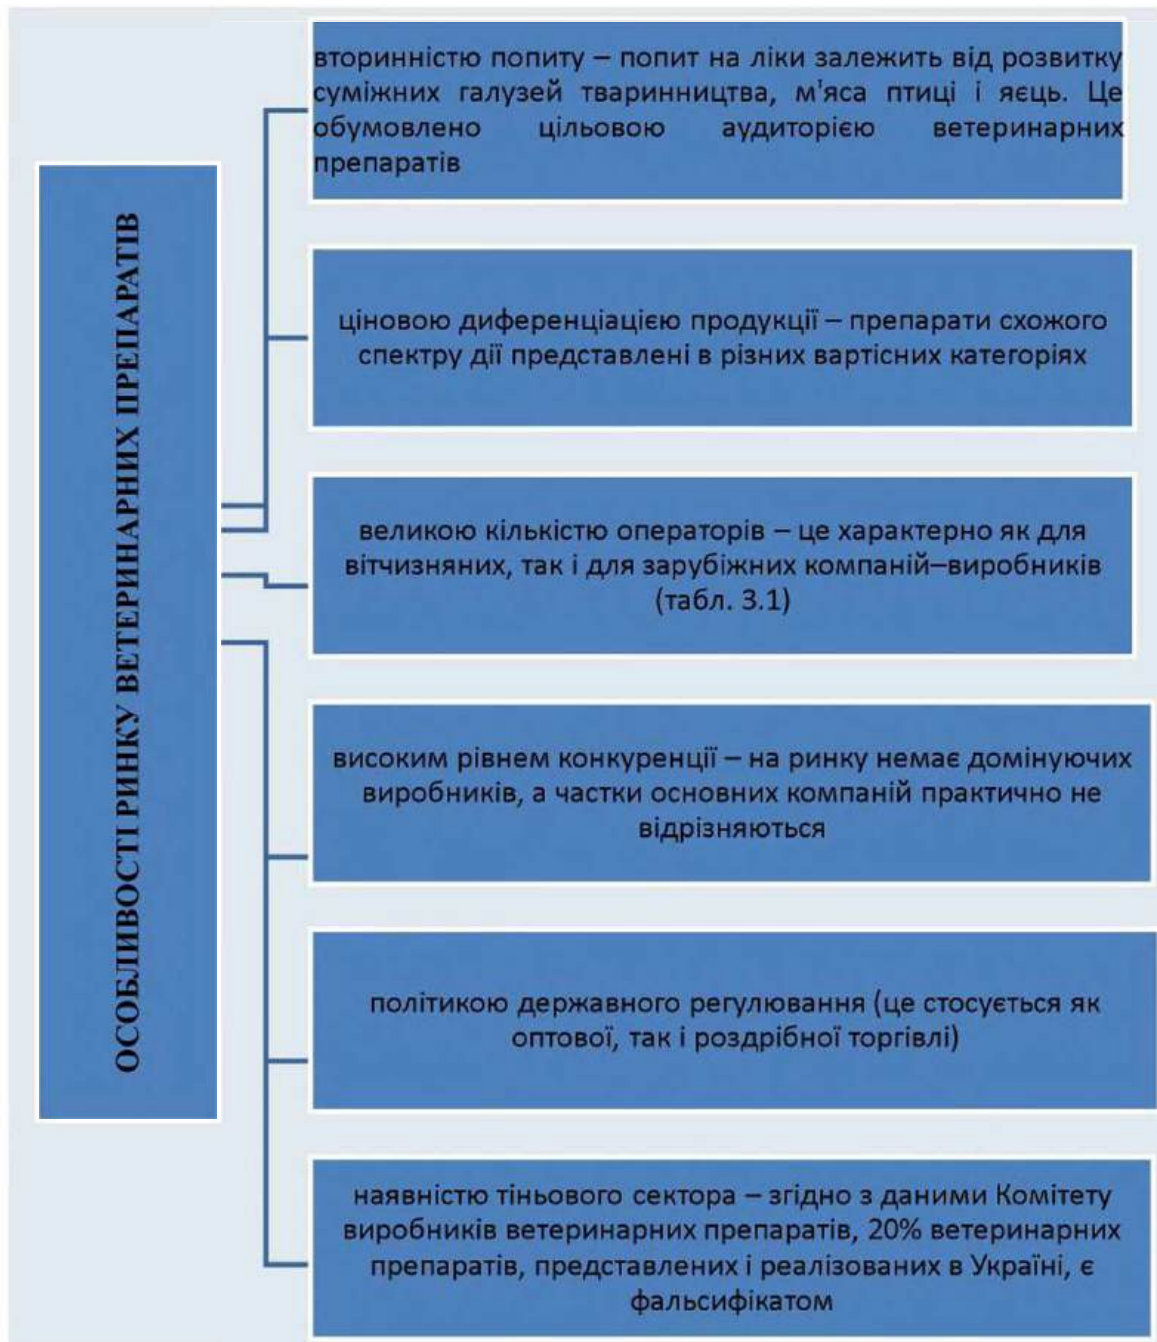 ОСОБЛИВОСТІ РИНКУ ВЕТЕРИНАРНИХ ПРЕПАРАТІВ
вторинністю попиту – попит на ліки залежить від розвитку
суміжних галузей тваринництва, м'яса птиці і яєць. Це
обумовлено цільовою аудиторією ветеринарних
препаратів
ціновою диференціацією продукції – препарати схожого
спектру дії представлені в різних вартісних категоріях
великою кількістю операторів – це характерно як для
вітчизняних, так і для зарубіжних компаній–виробників
(табл. 3.1)
високим рівнем конкуренції – на ринку немає домінуючих
виробників, а частки основних компаній практично не
відрізняються
політикою державного регулювання (це стосується як
оптової, так і роздрібної торгівлі)
наявністю тіньового сектора – згідно з даними Комітету
виробників ветеринарних препаратів, 20% ветеринарних
препаратів, представлених і реалізованих в Україні, є
фальсифікатом